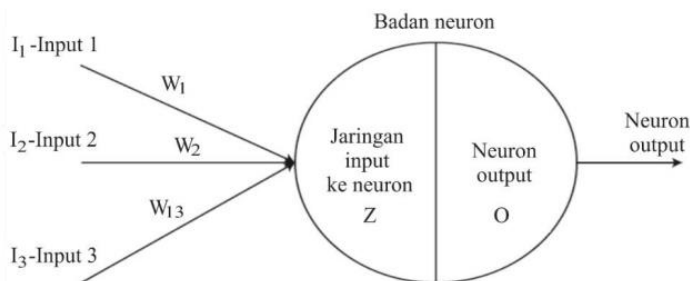 Badan neuron
I₁ -Input 1
W₁
I₂-Input 2
W₂
W₁₃
I₃-Input 3
Jaringan
input
ke neuron
Z
Neuron
output
O
Neuron
output